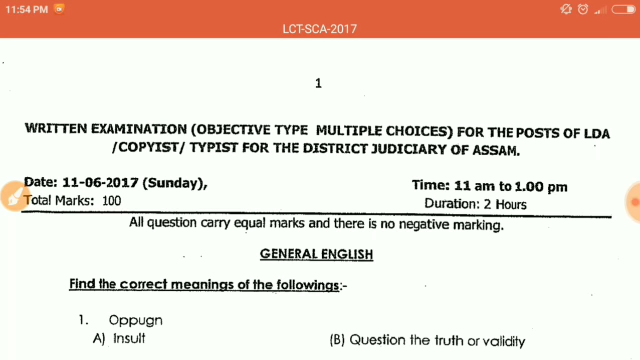 11:54 PM
LCT-SCA-2017
1
WRITTEN EXAMINATION (OBJECTIVE TYPE MULTIPLE CHOICES) FOR THE POSTS OF LDA
/COPYIST/ TYPIST FOR THE DISTRICT JUDICIARY OF ASSAM.
Date: 11-06-2017 (Sunday), Time: 11 am to 1.00 pm
Total Marks: 100 Duration: 2 Hours
All question carry equal marks and there is no negative marking.
GENERAL ENGLISH
Find the correct meanings of the followings:-
1. Oppugn
A) Insult (B) Question the truth or validity